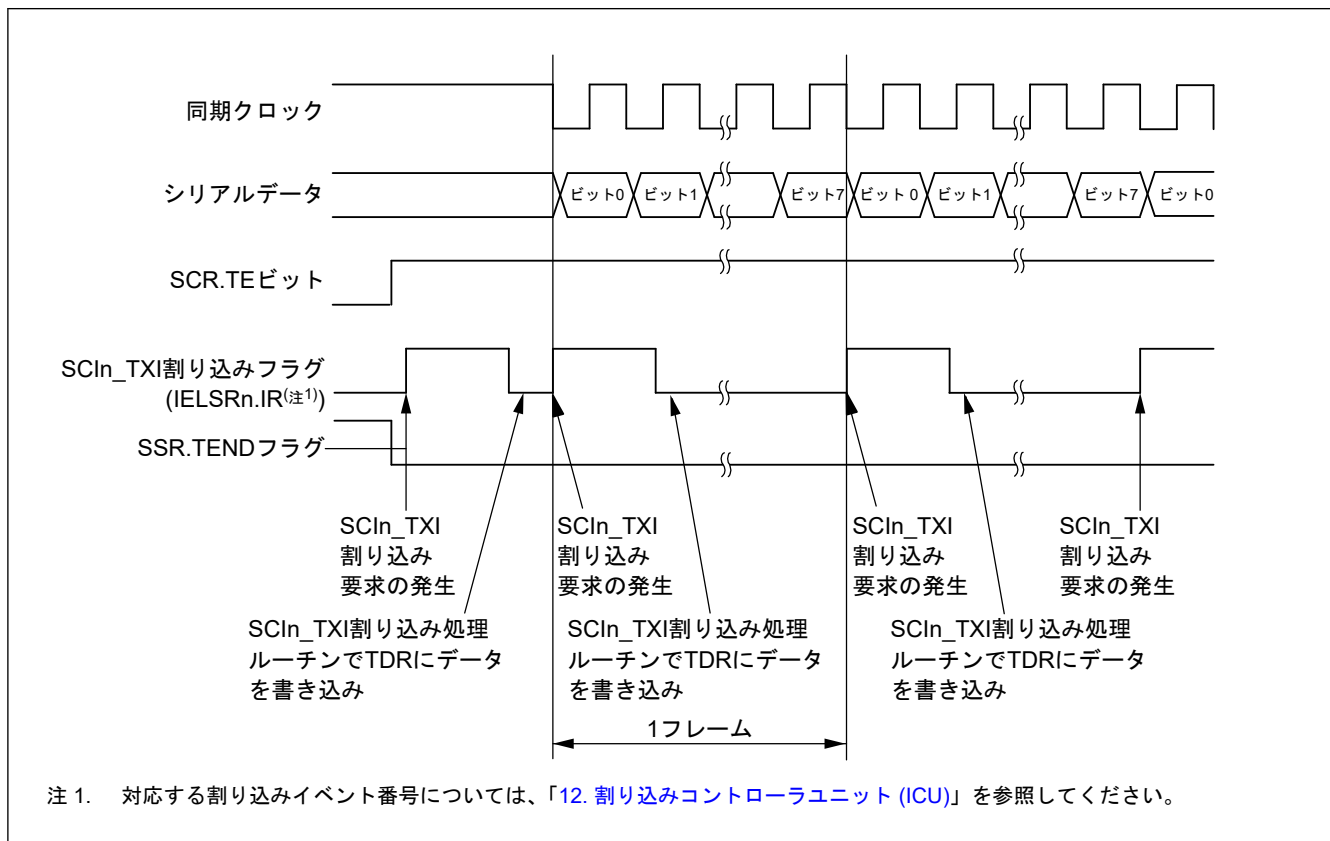 同期クロック
シリアルデータ
ビット0 ビット1 ビット7 ビット 0 ビット1 ビット7 ビット0
SCR.TEビット
SCIn_TXI割り込みフラグ
(IELSRn.IR(注1))
SSR.TENDフラグ
SCIn_TXI
割り込み
要求の発生
SCIn_TXI
割り込み
要求の発生
SCIn_TXI
割り込み
要求の発生
SCIn_TXI
割り込み
要求の発生
SCIn_TXI割り込み処理
ルーチンでTDRにデータ
を書き込み
SCIn_TXI割り込み処理
ルーチンでTDRにデータ
を書き込み
SCIn_TXI割り込み処理
ルーチンでTDRにデータ
を書き込み
1フレーム
注 1. 対応する割り込みイベント番号については、「12. 割り込みコントローラユニット (ICU)」を参照してください。